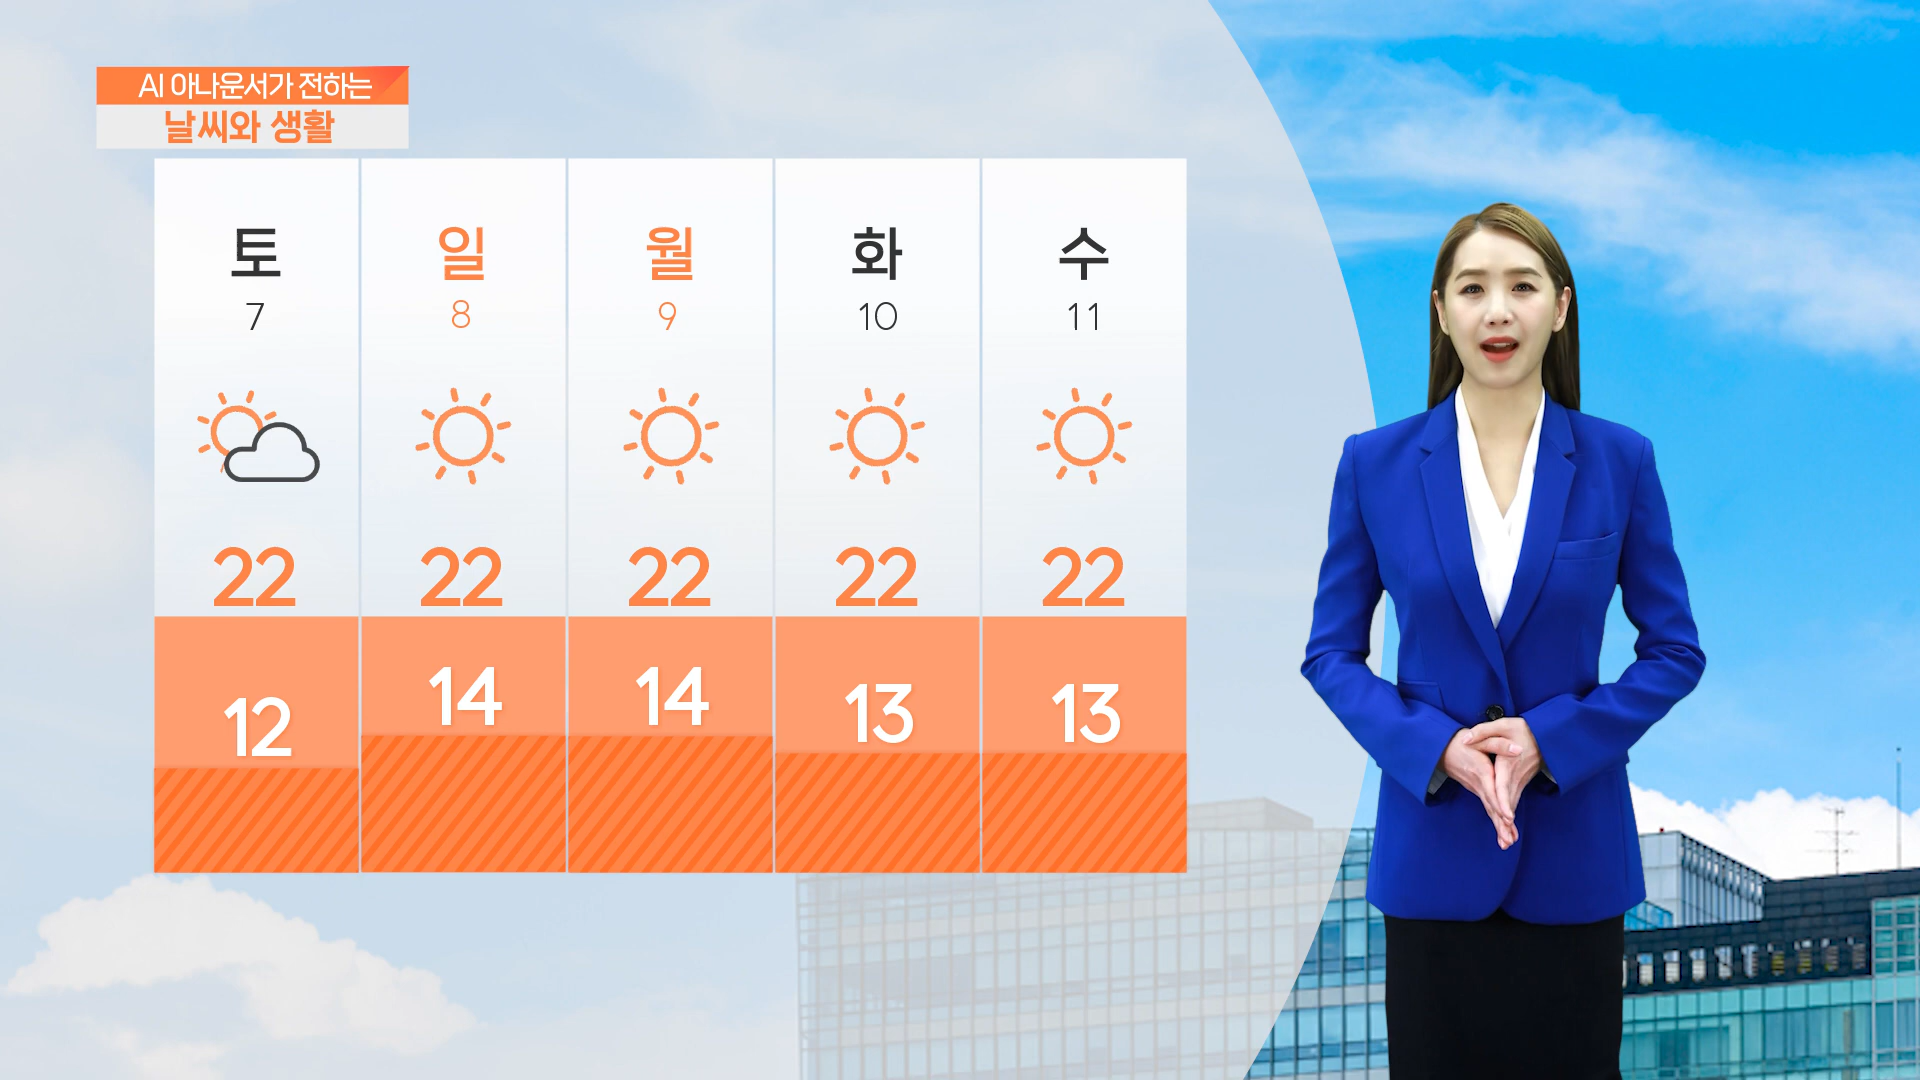 AI 아나운서가 전하는
날씨와 생활
토 일 월 화 수
7 8 9 10 11
22 22 22 22 22
12 14 14 13 13